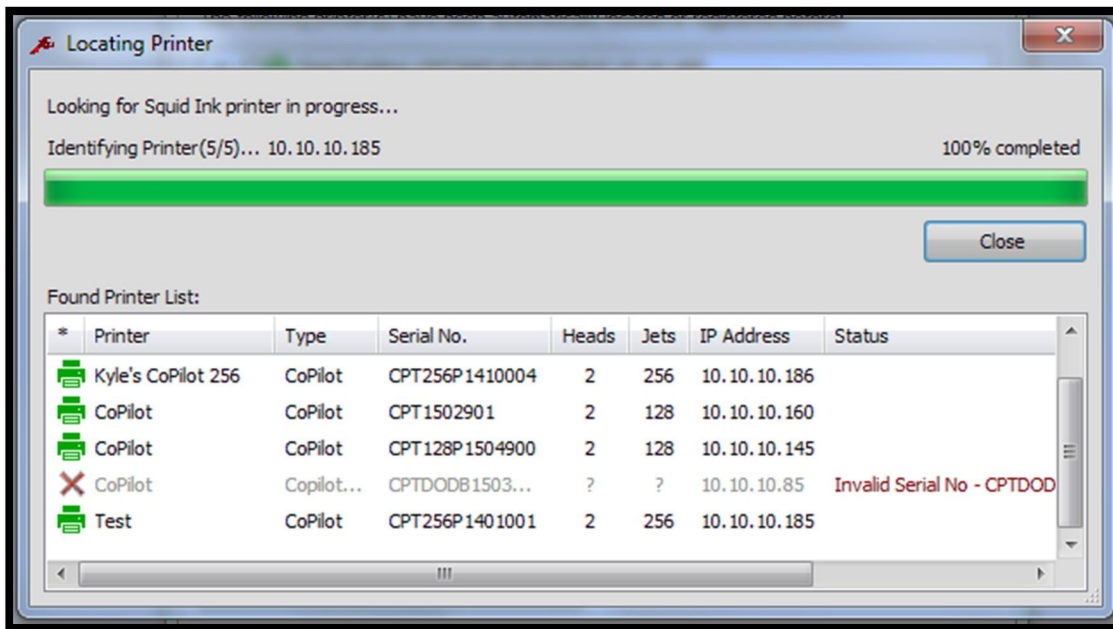 Locating Printer
Looking for Squid Ink printer in progress...
Identifying Printer(5/5)... 10.10.10.185 100% completed
Close
Found Printer List:
* Printer Type Serial No. Heads Jets IP Address Status
Kyle's CoPilot 256 CoPilot CPT256P1410004 2 256 10.10.10.186
CoPilot CoPilot CPT1502901 2 128 10.10.10.160
CoPilot CoPilot CPT128P1504900 2 128 10.10.10.145
CoPilot Copilot... CPTDODB1503... ? ? 10.10.10.85 Invalid Serial No - CPTDOD
Test CoPilot CPT256P1401001 2 256 10.10.10.185